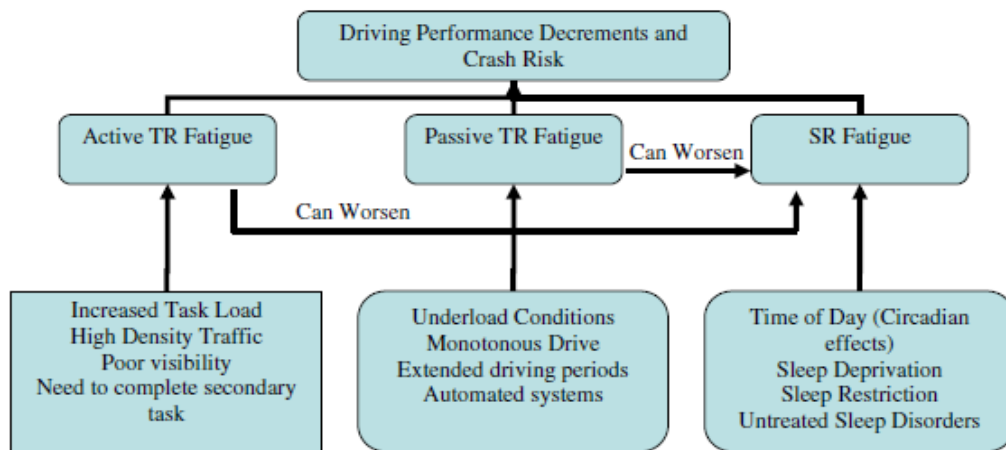 Driving Performance Decrements and
Crash Risk
Active TR Fatigue
Passive TR Fatigue
SR Fatigue
Can Worsen
Can Worsen
Increased Task Load
High Density Traffic
Poor visibility
Need to complete secondary
task
Underload Conditions
Monotonous Drive
Extended driving periods
Automated systems
Time of Day (Circadian
effects)
Sleep Deprivation
Sleep Restriction
Untreated Sleep Disorders